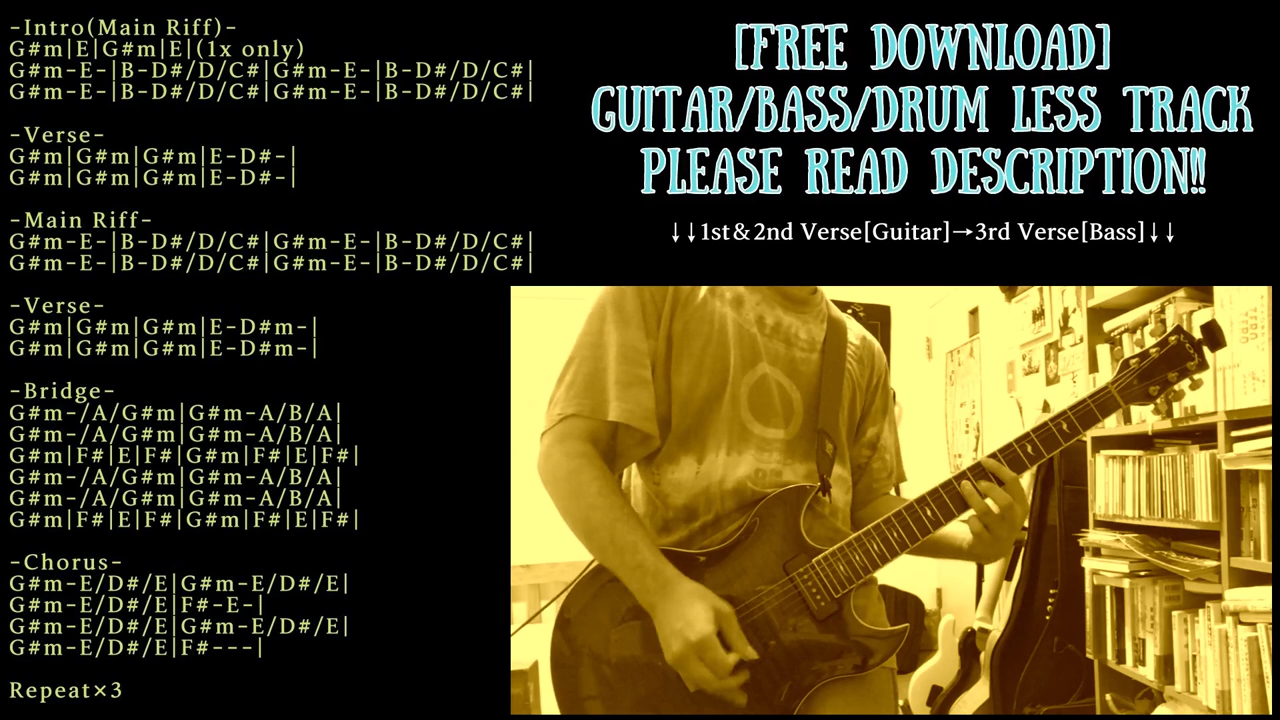 -Intro(Main Riff)-
G#m|E|G#m|E|(1x only)
G#m-E-|B-D#/D/C#|G#m-E-|B-D#/D/C#|
G#m-E-|B-D#/D/C#|G#m-E-|B-D#/D/C#|
-Verse-
G#m|G#m|G#m|E-D#-|
G#m|G#m|G#m|E-D#-|
-Main Riff-
G#m-E-|B-D#/D/C#|G#m-E-|B-D#/D/C#|
G#m-E-|B-D#/D/C#|G#m-E-|B-D#/D/C#|
-Verse-
G#m|G#m|G#m|E-D#m-|
G#m|G#m|G#m|E-D#m-|
-Bridge-
G#m-/A/G#m|G#m-A/B/A|
G#m-/A/G#m|G#m-A/B/A|
G#m|F#|E|F#|G#m|F#|E|F#|
G#m-/A/G#m|G#m-A/B/A|
G#m-/A/G#m|G#m-A/B/A|
G#m|F#|E|F#|G#m|F#|E|F#|
-Chorus-
G#m-E/D#/E|G#m-E/D#/E|
G#m-E/D#/E|F#-E-|
G#m-E/D#/E|G#m-E/D#/E|
G#m-E/D#/E|F#---|
Repeat×3
[FREE DOWNLOAD]
GUITAR/BASS/DRUM LESS TRACK
PLEASE READ DESCRIPTION!!
↓↓1st&2nd Verse[Guitar]→3rd Verse[Bass]↓↓